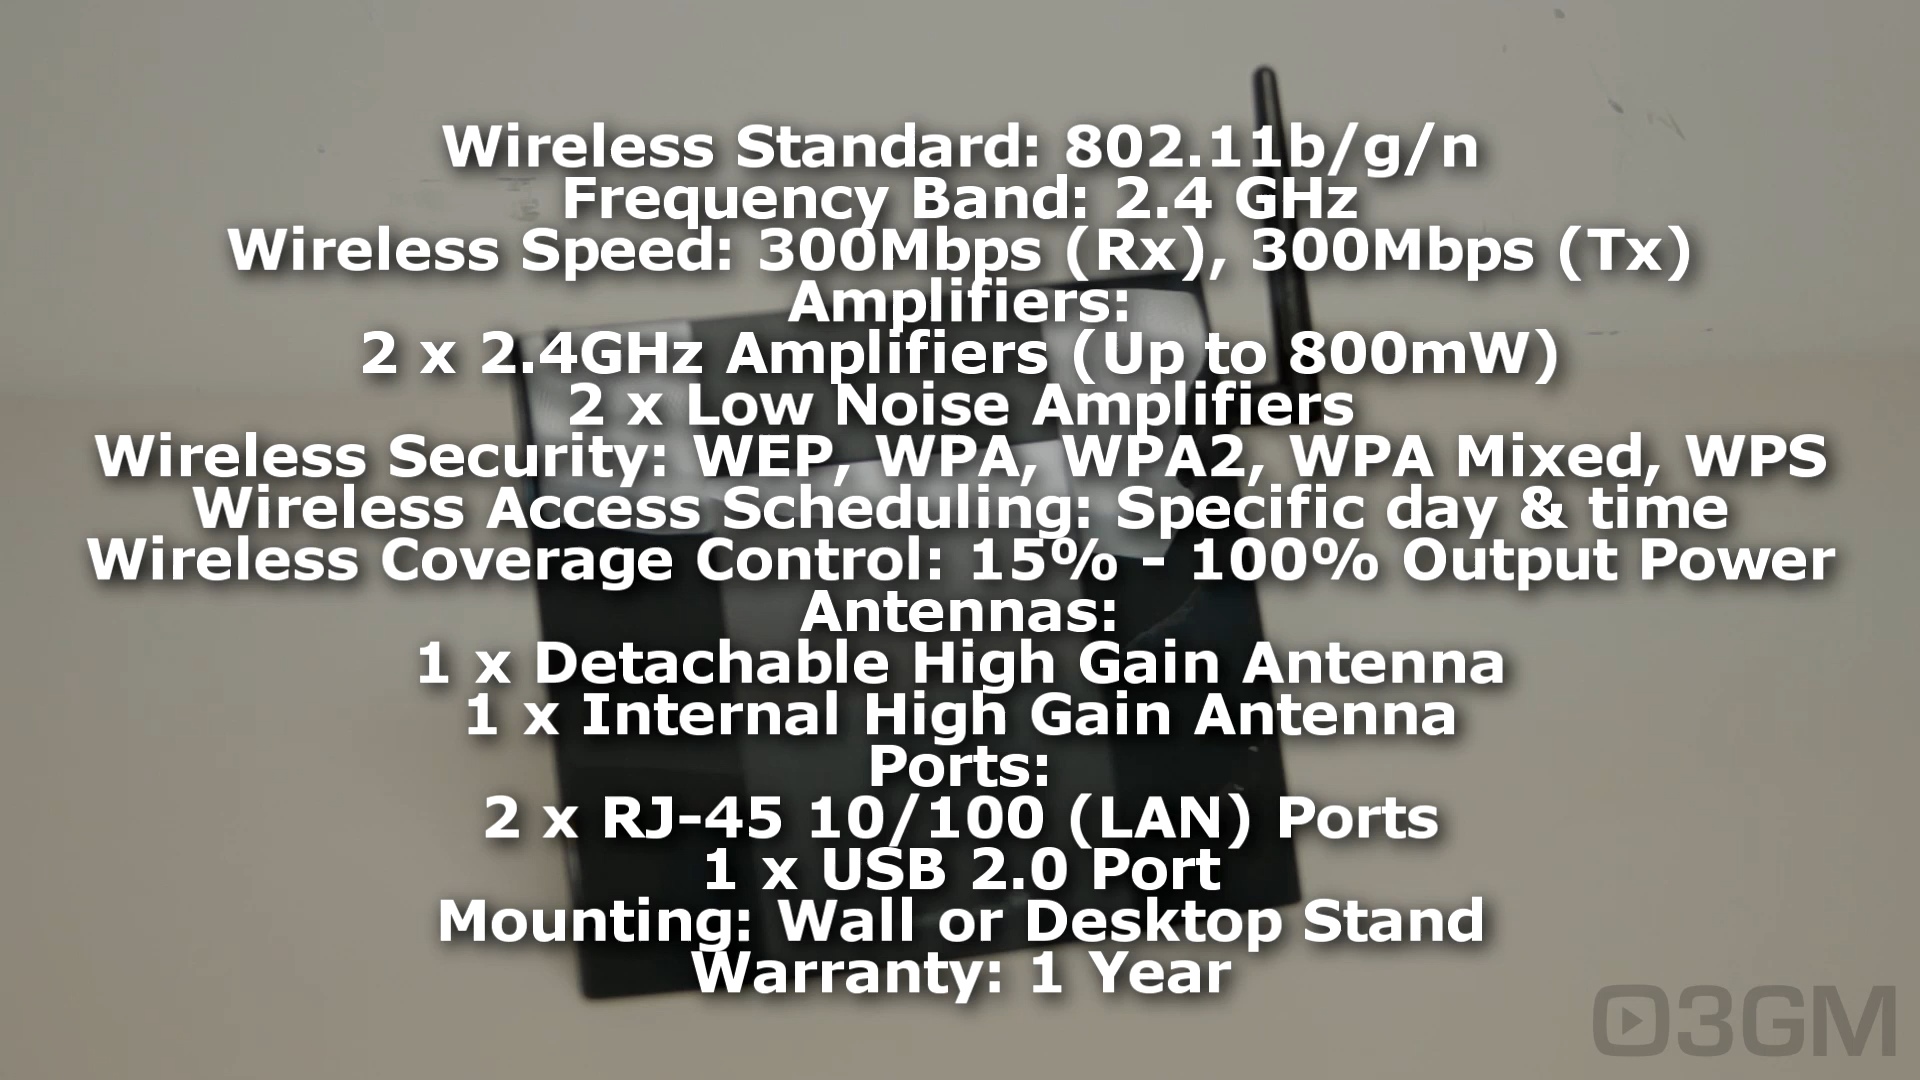 Wireless Standard: 802.11b/g/n
Frequency Band: 2.4 GHz
Wireless Speed: 300Mbps (Rx), 300Mbps (Tx)
Amplifiers:
2 x 2.4GHz Amplifiers (Up to 800mW)
2 x Low Noise Amplifiers
Wireless Security: WEP, WPA, WPA2, WPA Mixed, WPS
Wireless Access Scheduling: Specific day & time
Wireless Coverage Control: 15% - 100% Output Power
Antennas:
1 x Detachable High Gain Antenna
1 x Internal High Gain Antenna
Ports:
2 x RJ-45 10/100 (LAN) Ports
1 x USB 2.0 Port
Mounting: Wall or Desktop Stand
Warranty: 1 Year
O3GM